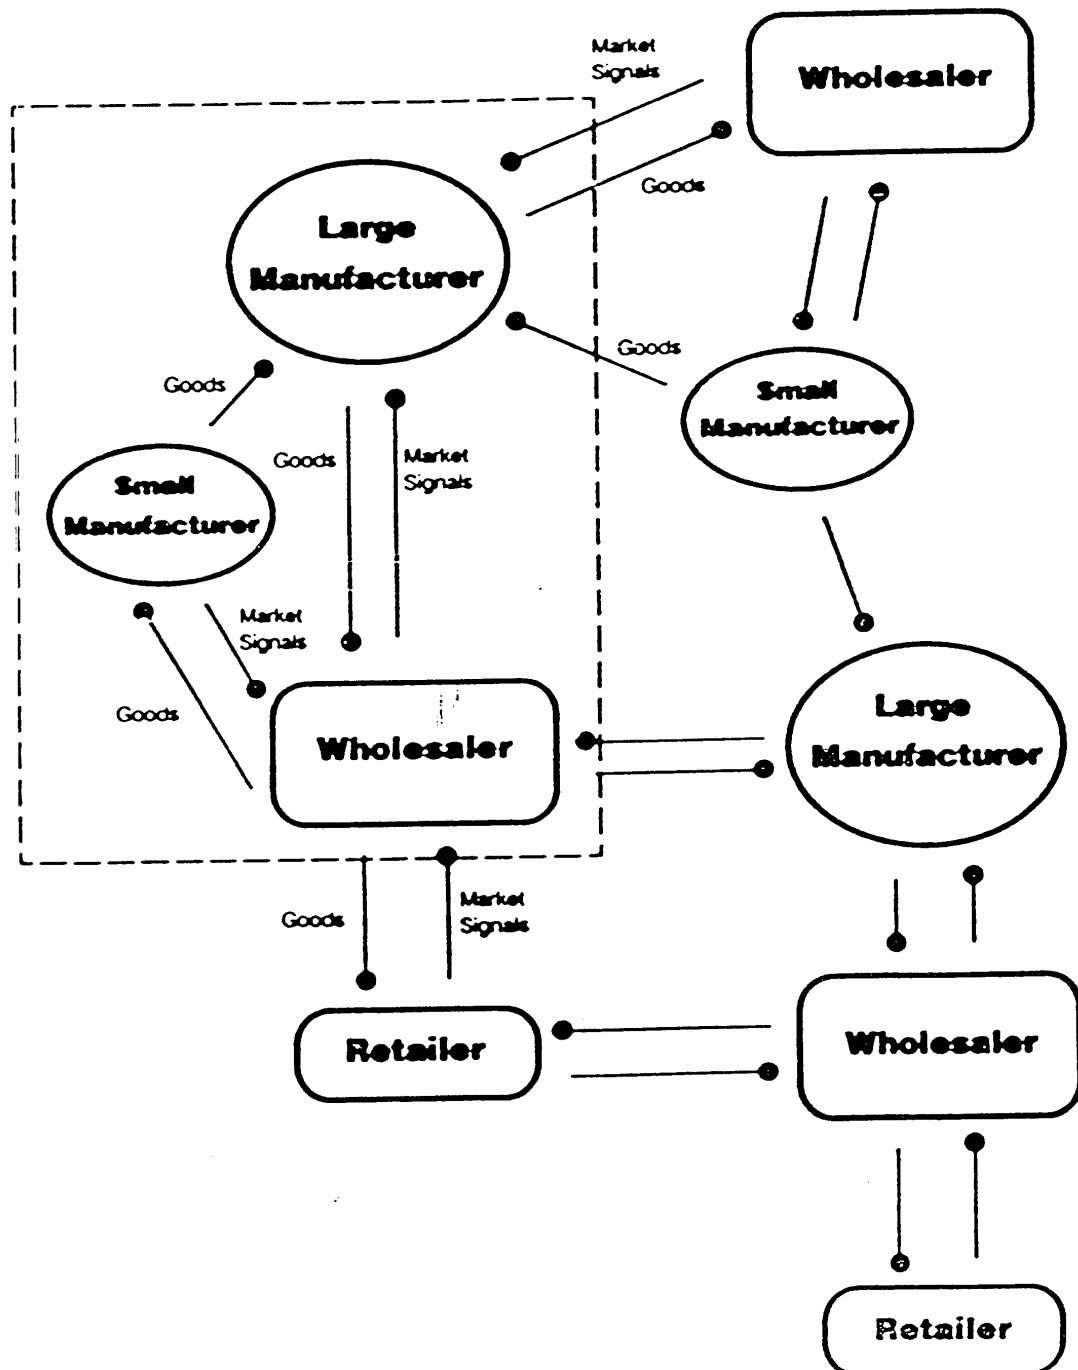 Market
Signals
Wholesaler
Goods
Large
Manufacturer
Goods
Goods
Small
Manufacturer
Goods
Market
Signals
Small
Manufacturer
Market
Signals
Goods
Large
Manufacturer
Wholesaler
Goods
Market
Signals
Retailer
Wholesaler
Retailer